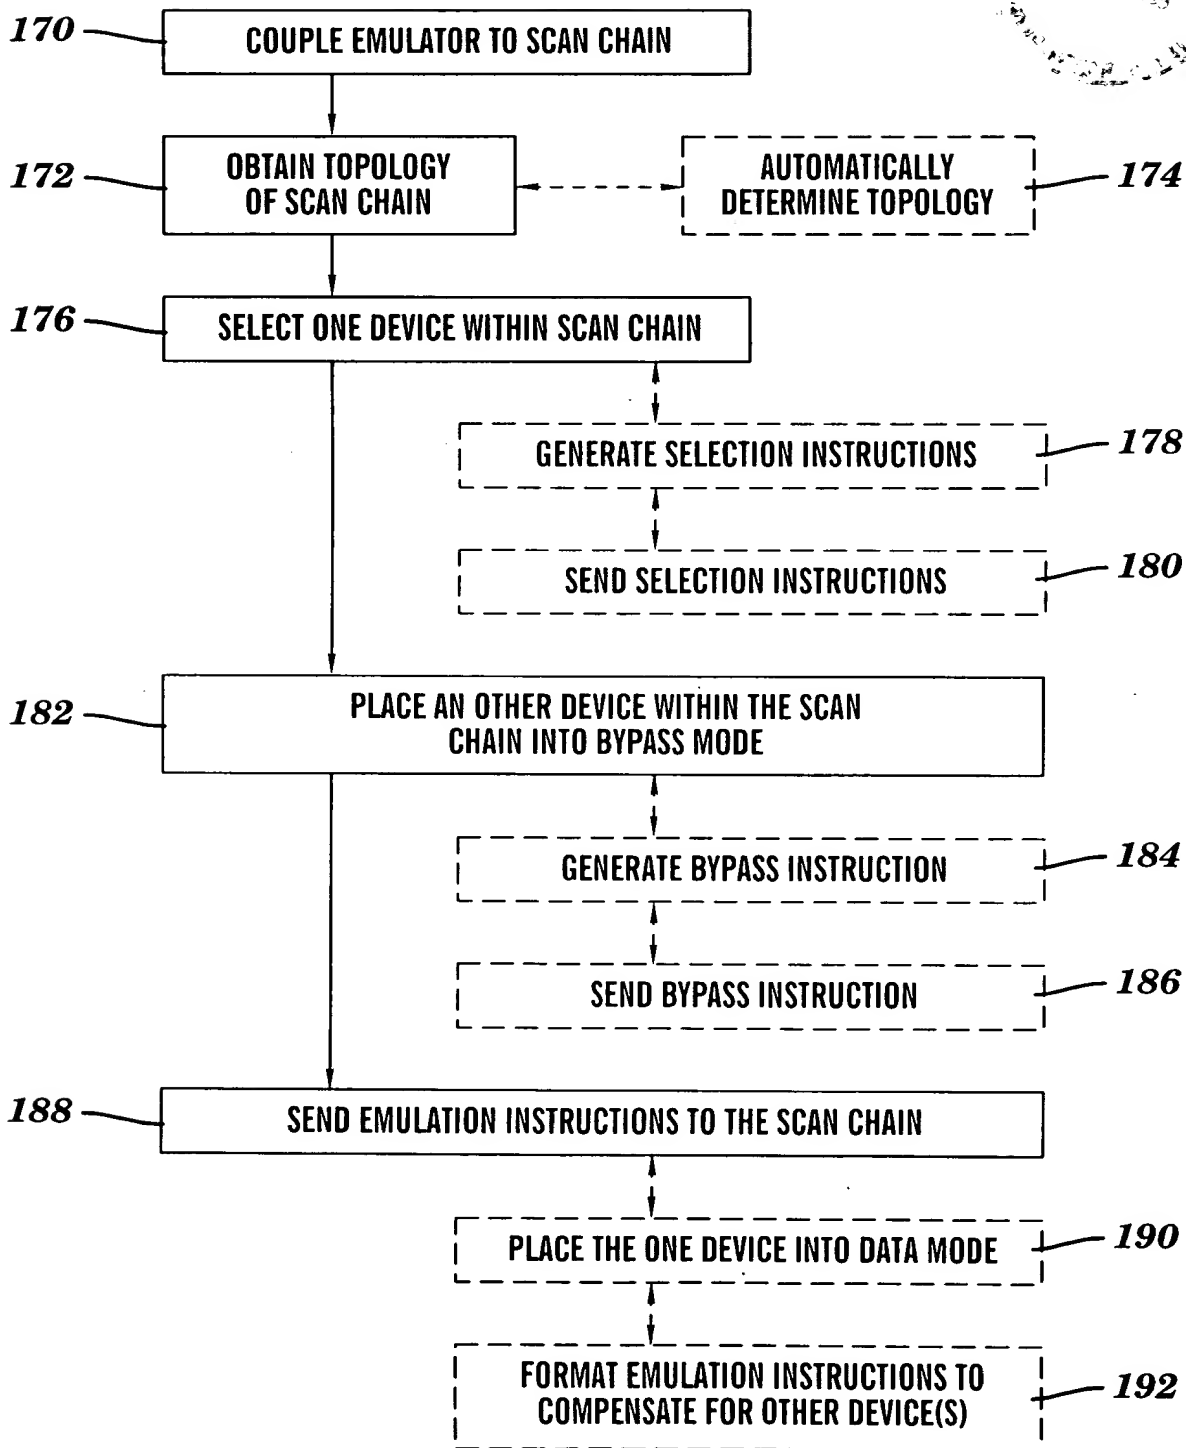 170
COUPLE EMULATOR TO SCAN CHAIN
172
OBTAIN TOPOLOGY
OF SCAN CHAIN
AUTOMATICALLY
DETERMINE TOPOLOGY
174
176
SELECT ONE DEVICE WITHIN SCAN CHAIN
GENERATE SELECTION INSTRUCTIONS
178
SEND SELECTION INSTRUCTIONS
180
182
PLACE AN OTHER DEVICE WITHIN THE SCAN
CHAIN INTO BYPASS MODE
GENERATE BYPASS INSTRUCTION
184
SEND BYPASS INSTRUCTION
186
188
SEND EMULATION INSTRUCTIONS TO THE SCAN CHAIN
PLACE THE ONE DEVICE INTO DATA MODE
190
FORMAT EMULATION INSTRUCTIONS TO
COMPENSATE FOR OTHER DEVICE(S)
192